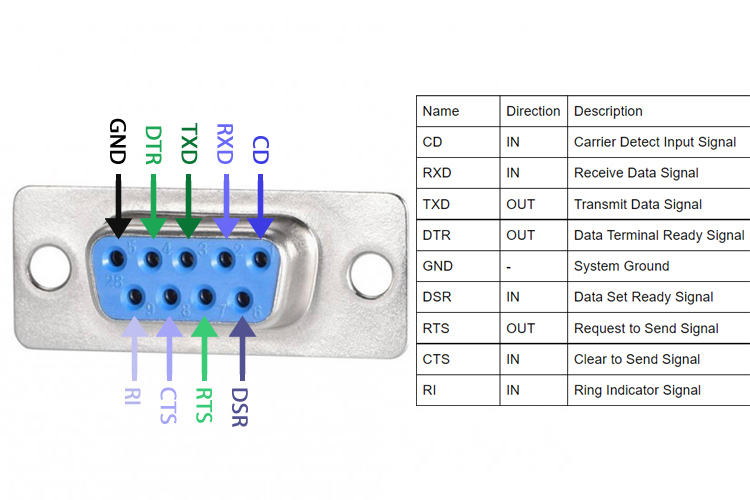 GND DTR TXD RXD CD
5 4 3
9 8 7 6
RI CTS RTS DSR
Name Direction Description
CD IN Carrier Detect Input Signal
RXD IN Receive Data Signal
TXD OUT Transmit Data Signal
DTR OUT Data Terminal Ready Signal
GND - System Ground
DSR IN Data Set Ready Signal
RTS OUT Request to Send Signal
CTS IN Clear to Send Signal
RI IN Ring Indicator Signal